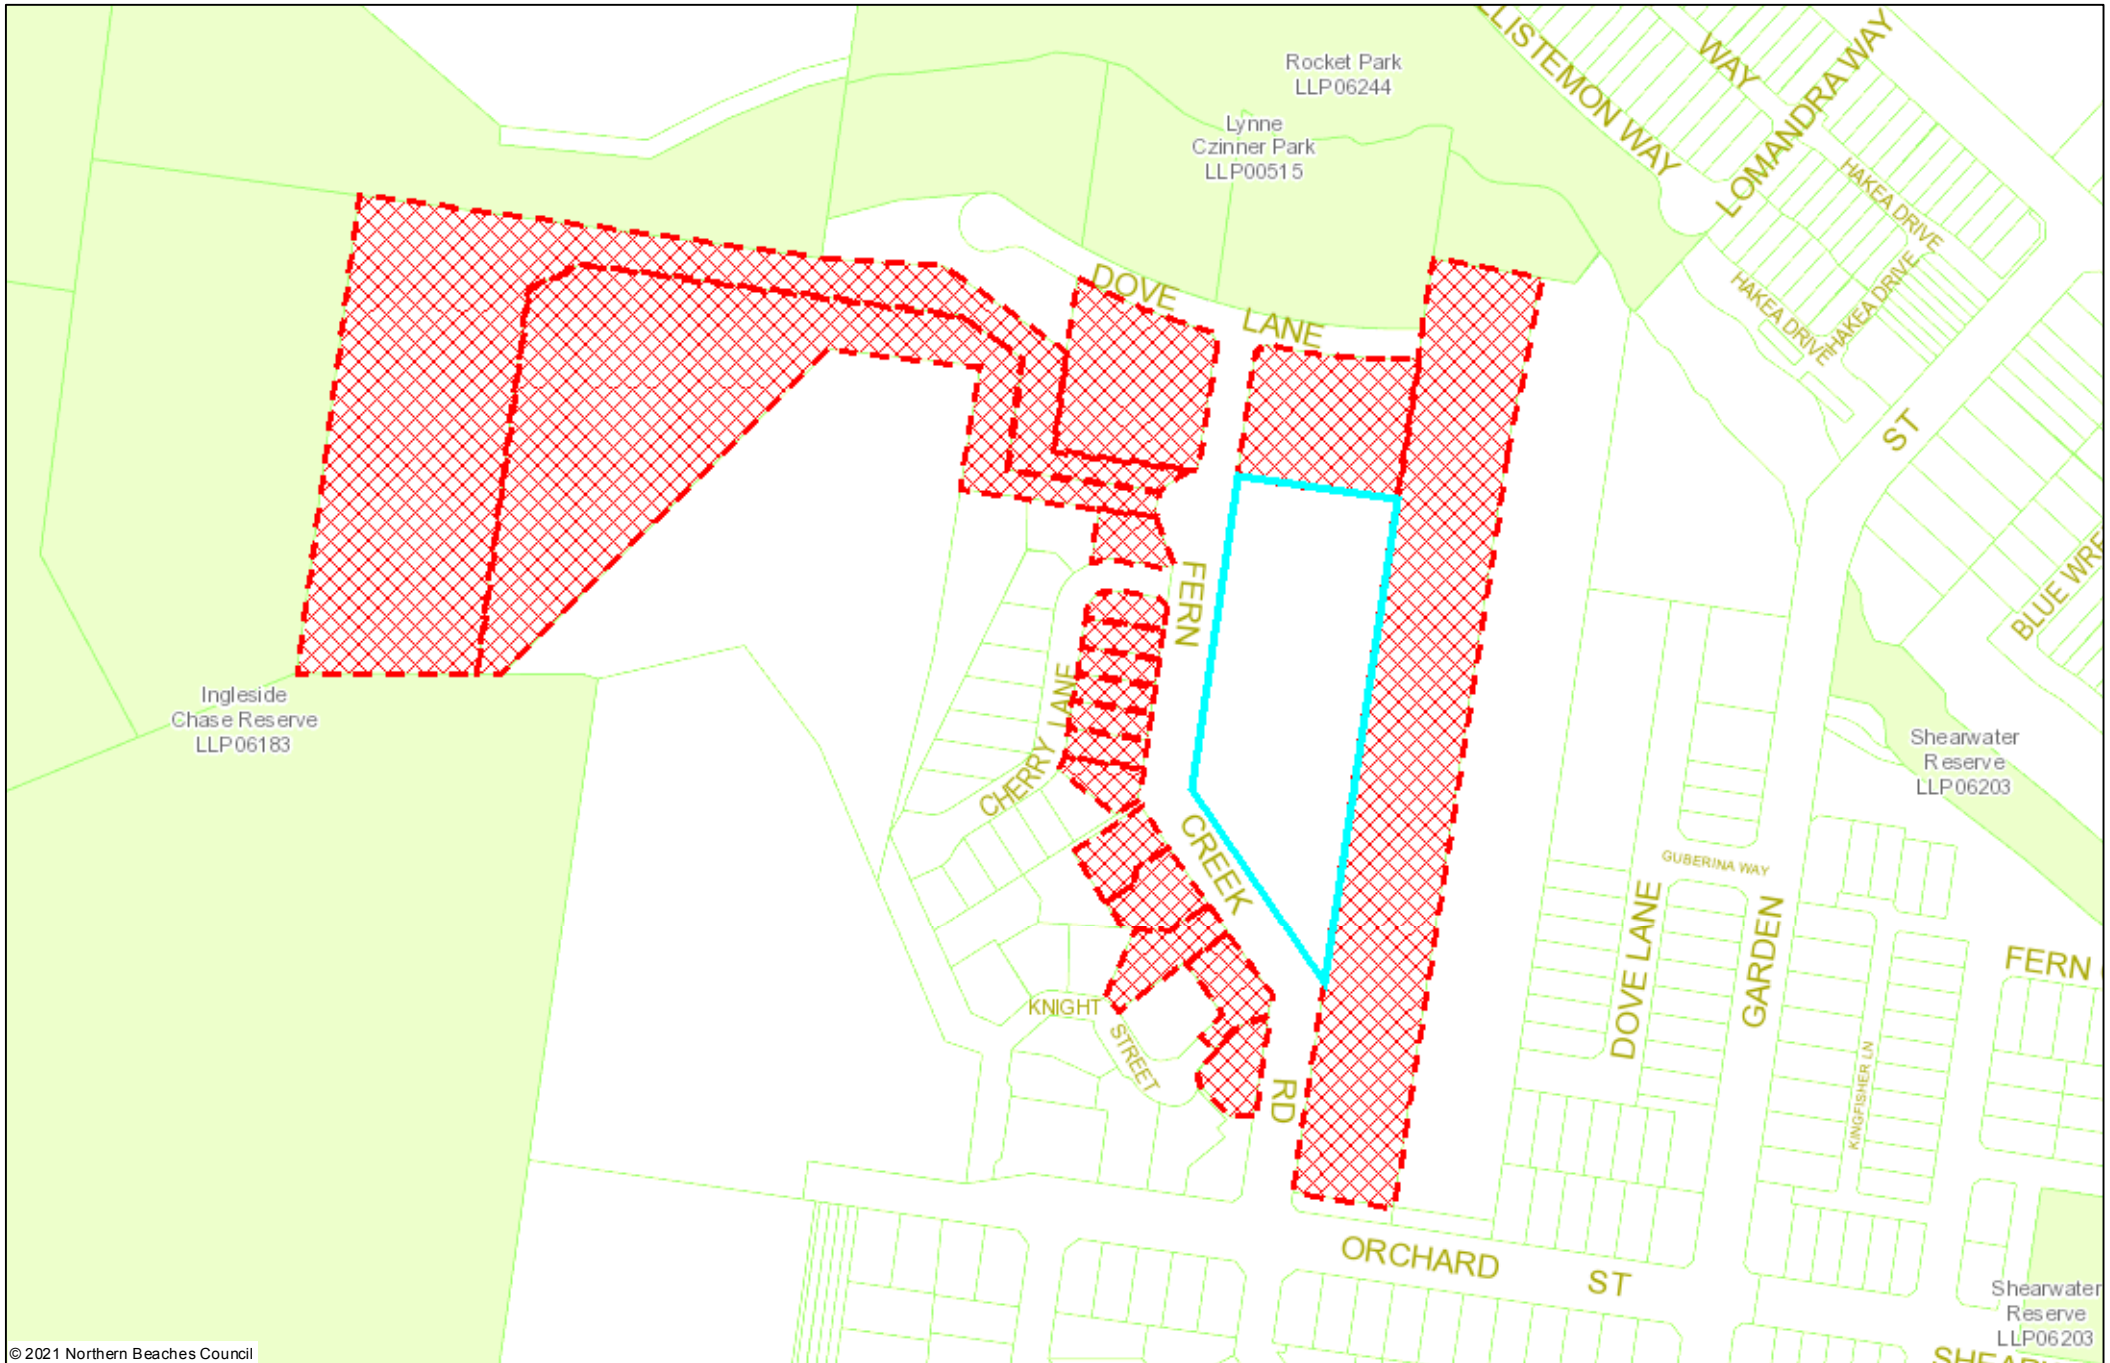 LLISTEMON WAY
WAY
LOMANDRA WAY
Rocket Park
LLP06244
Lynne
Czinner Park
LLP00515
HAKEA DRIVE
HAKEA DRIVE
HAKEA DRIVE
DOVE
LANE
ST
FERN
BLUE WRE
Ingleside
Chase Reserve
LLP06183
CHERRY LANE
Shearwater
Reserve
LLP06203
CREEK
GUBERINA WAY
DOVE LANE
GARDEN
FERN
KNIGHT
STREET
KINGFISHER LN
RD
ORCHARD
ST
Shearwater
Reserve
LLP06203
SHEAR
© 2021 Northern Beaches Council